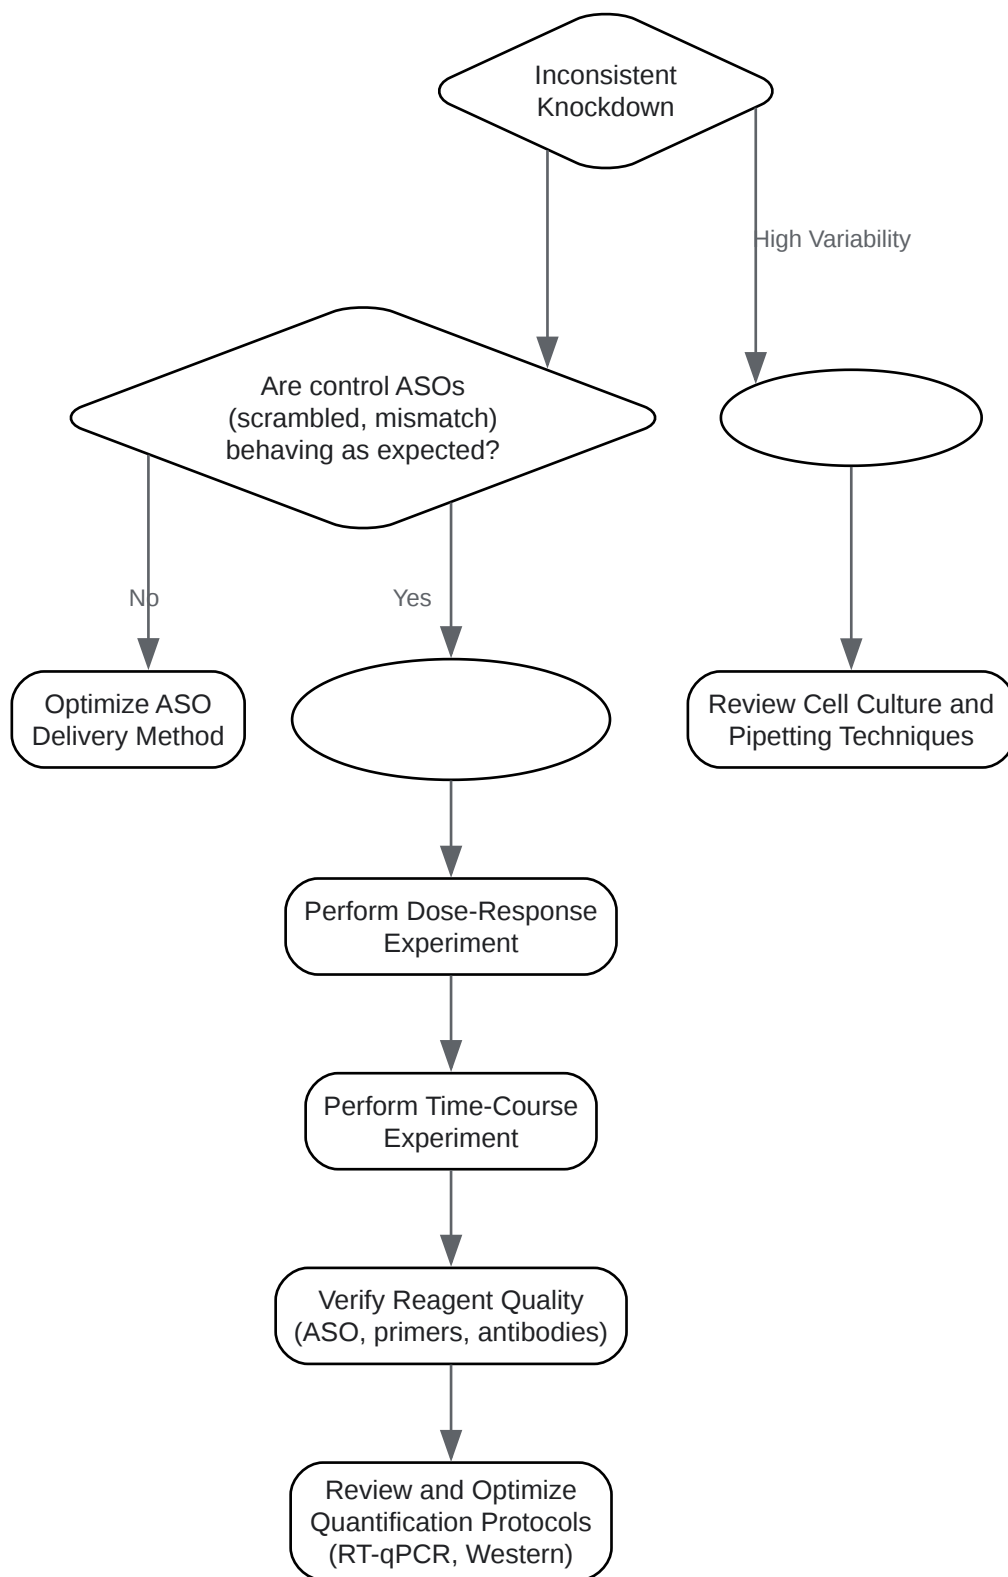 Inconsistent
Knockdown
High Variability
Are control ASOs
(scrambled, mismatch)
behaving as expected?
No
Yes
Optimize ASO
Delivery Method
Review Cell Culture and
Pipetting Techniques
Perform Dose-Response
Experiment
Perform Time-Course
Experiment
Verify Reagent Quality
(ASO, primers, antibodies)
Review and Optimize
Quantification Protocols
(RT-qPCR, Western)